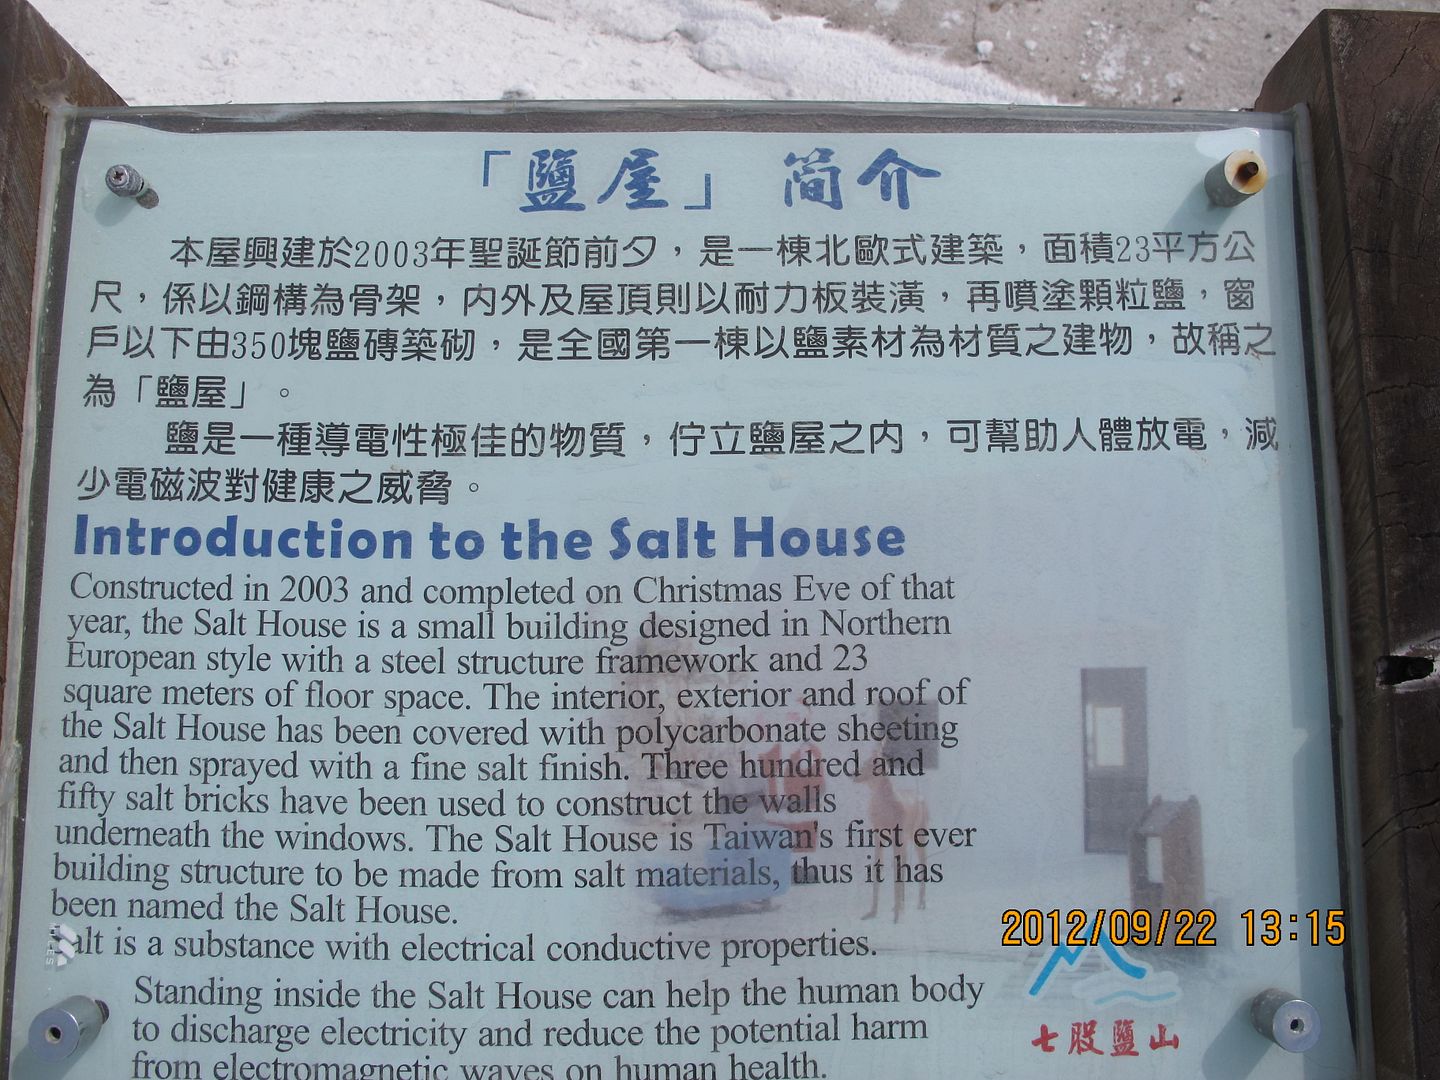 「鹽屋」簡介
本屋興建於2003年聖誕節前夕，是一棟北歐式建築，面積23平方公
尺，係以鋼構為骨架，內外及屋頂則以耐力板裝潢，再噴塗顆粒鹽，窗
戶以下由350塊鹽磚築砌，是全國第一棟以鹽素材為材質之建物，故稱之
為「鹽屋」。
鹽是一種導電性極佳的物質，佇立鹽屋之內，可幫助人體放電，減
少電磁波對健康之威脅。
Introduction to the Salt House
Constructed in 2003 and completed on Christmas Eve of that
year, the Salt House is a small building designed in Northern
European style with a steel structure framework and 23
square meters of floor space. The interior, exterior and roof of
the Salt House has been covered with polycarbonate sheeting
and then sprayed with a fine salt finish. Three hundred and
fifty salt bricks have been used to construct the walls
underneath the windows. The Salt House is Taiwan's first ever
building structure to be made from salt materials, thus it has
been named the Salt House.
Salt is a substance with electrical conductive properties.
Standing inside the Salt House can help the human body
to discharge electricity and reduce the potential harm
from electromagnetic waves on human health.
2012/09/22 13:15
七股鹽山